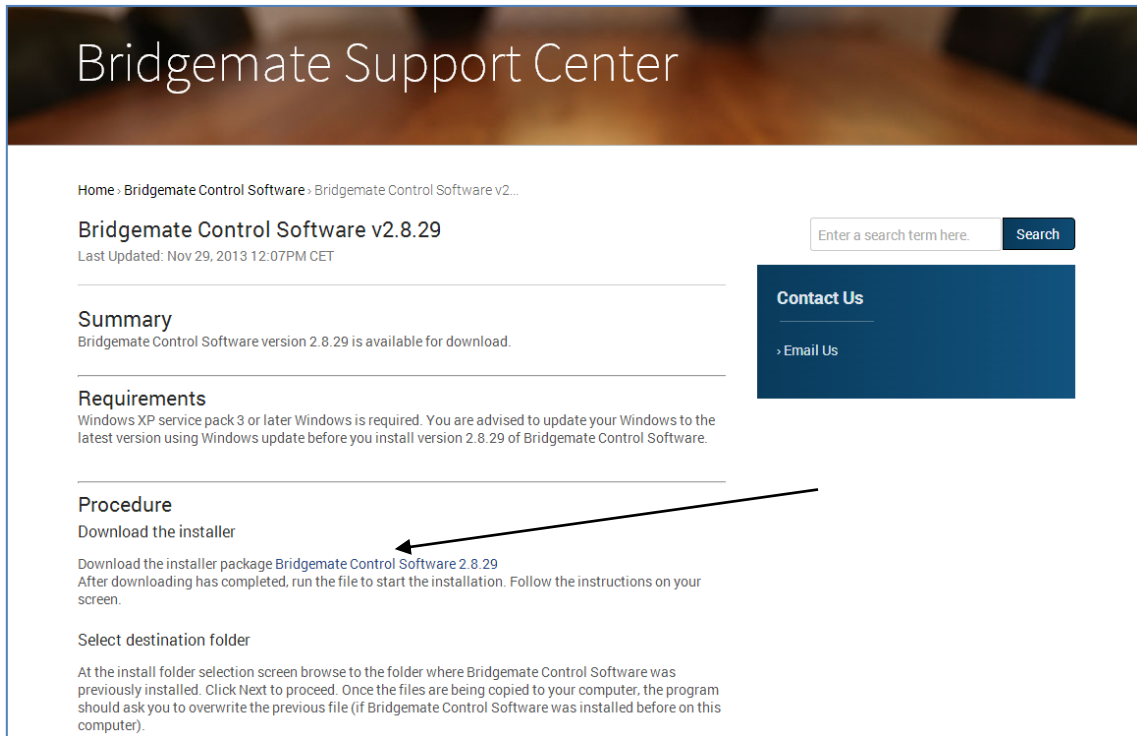 Bridgemate Support Center
Home › Bridgemate Control Software › Bridgemate Control Software v2...
Bridgemate Control Software v2.8.29
Last Updated: Nov 29, 2013 12:07PM CET
Enter a search term here.
Search
Contact Us
› Email Us
Summary
Bridgemate Control Software version 2.8.29 is available for download.
Requirements
Windows XP service pack 3 or later Windows is required. You are advised to update your Windows to the
latest version using Windows update before you install version 2.8.29 of Bridgemate Control Software.
Procedure
Download the installer
Download the installer package Bridgemate Control Software 2.8.29
After downloading has completed, run the file to start the installation. Follow the instructions on your
screen.
Select destination folder
At the install folder selection screen browse to the folder where Bridgemate Control Software was
previously installed. Click Next to proceed. Once the files are being copied to your computer, the program
should ask you to overwrite the previous file (if Bridgemate Control Software was installed before on this
computer).